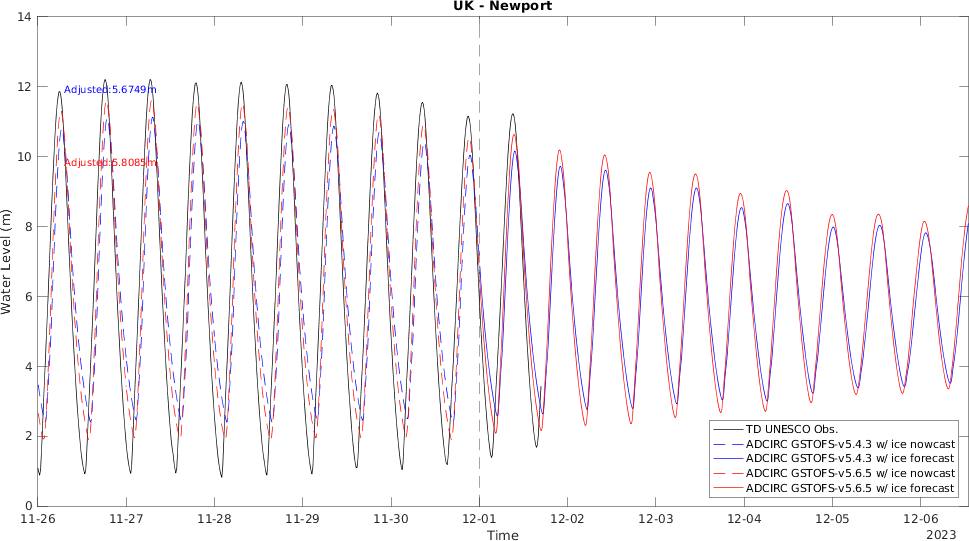 UK - Newport
14
12
10
8
6
4
2
0
Water Level (m)
Adjusted:5.6749m
Adjusted:5.8085m
TD UNESCO Obs.
ADCIRC GSTOFS-v5.4.3 w/ ice nowcast
ADCIRC GSTOFS-v5.4.3 w/ ice forecast
ADCIRC GSTOFS-v5.6.5 w/ ice nowcast
ADCIRC GSTOFS-v5.6.5 w/ ice forecast
11-26 11-27 11-28 11-29 11-30 12-01 12-02 12-03 12-04 12-05 12-06
Time
2023